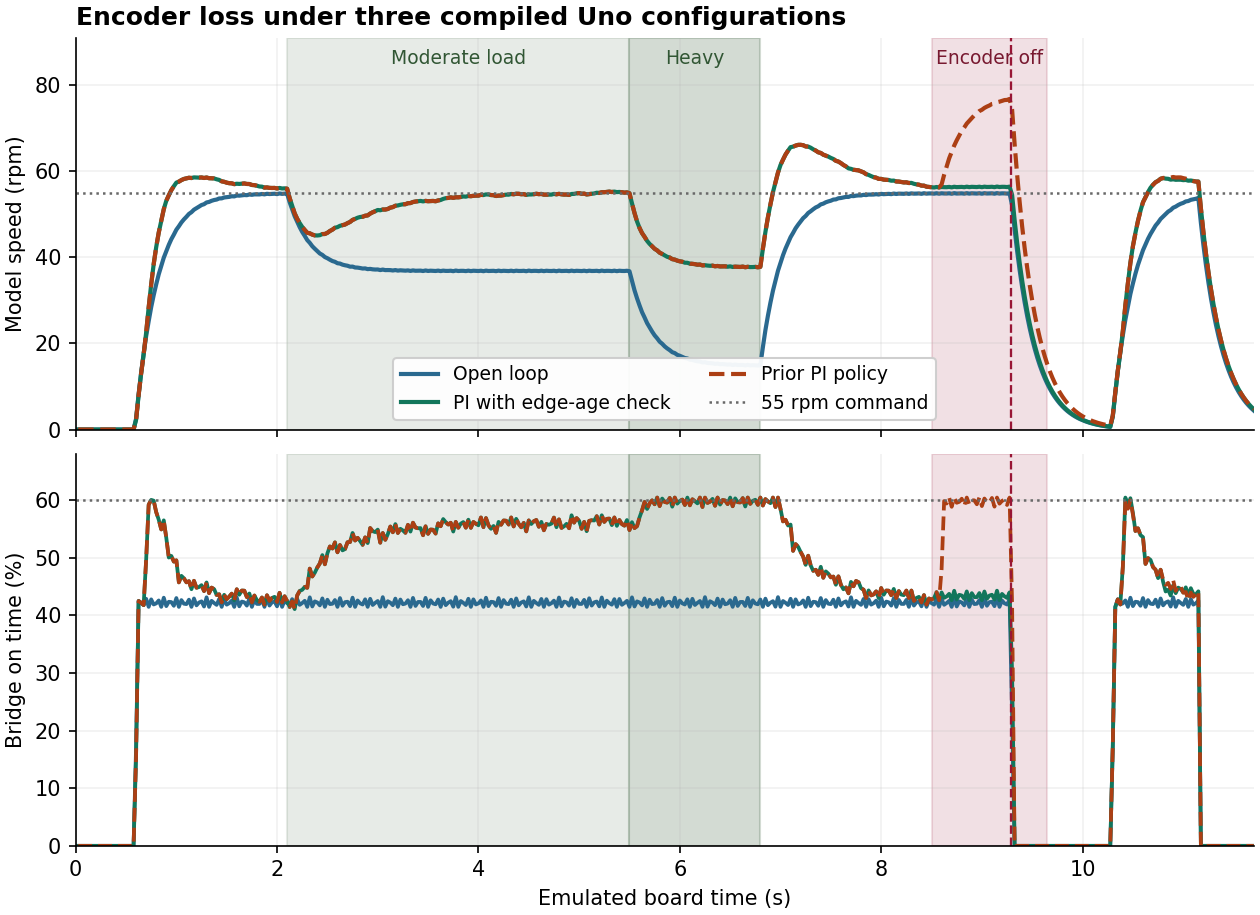 Encoder loss under three compiled Uno configurations
Moderate load
Heavy
Encoder off
80
60
40
20
0
Model speed (rpm)
Open loop
PI with edge-age check
Prior PI policy
55 rpm command
60
50
40
30
20
10
0
Bridge on time (%)
0 2 4 6 8 10
Emulated board time (s)